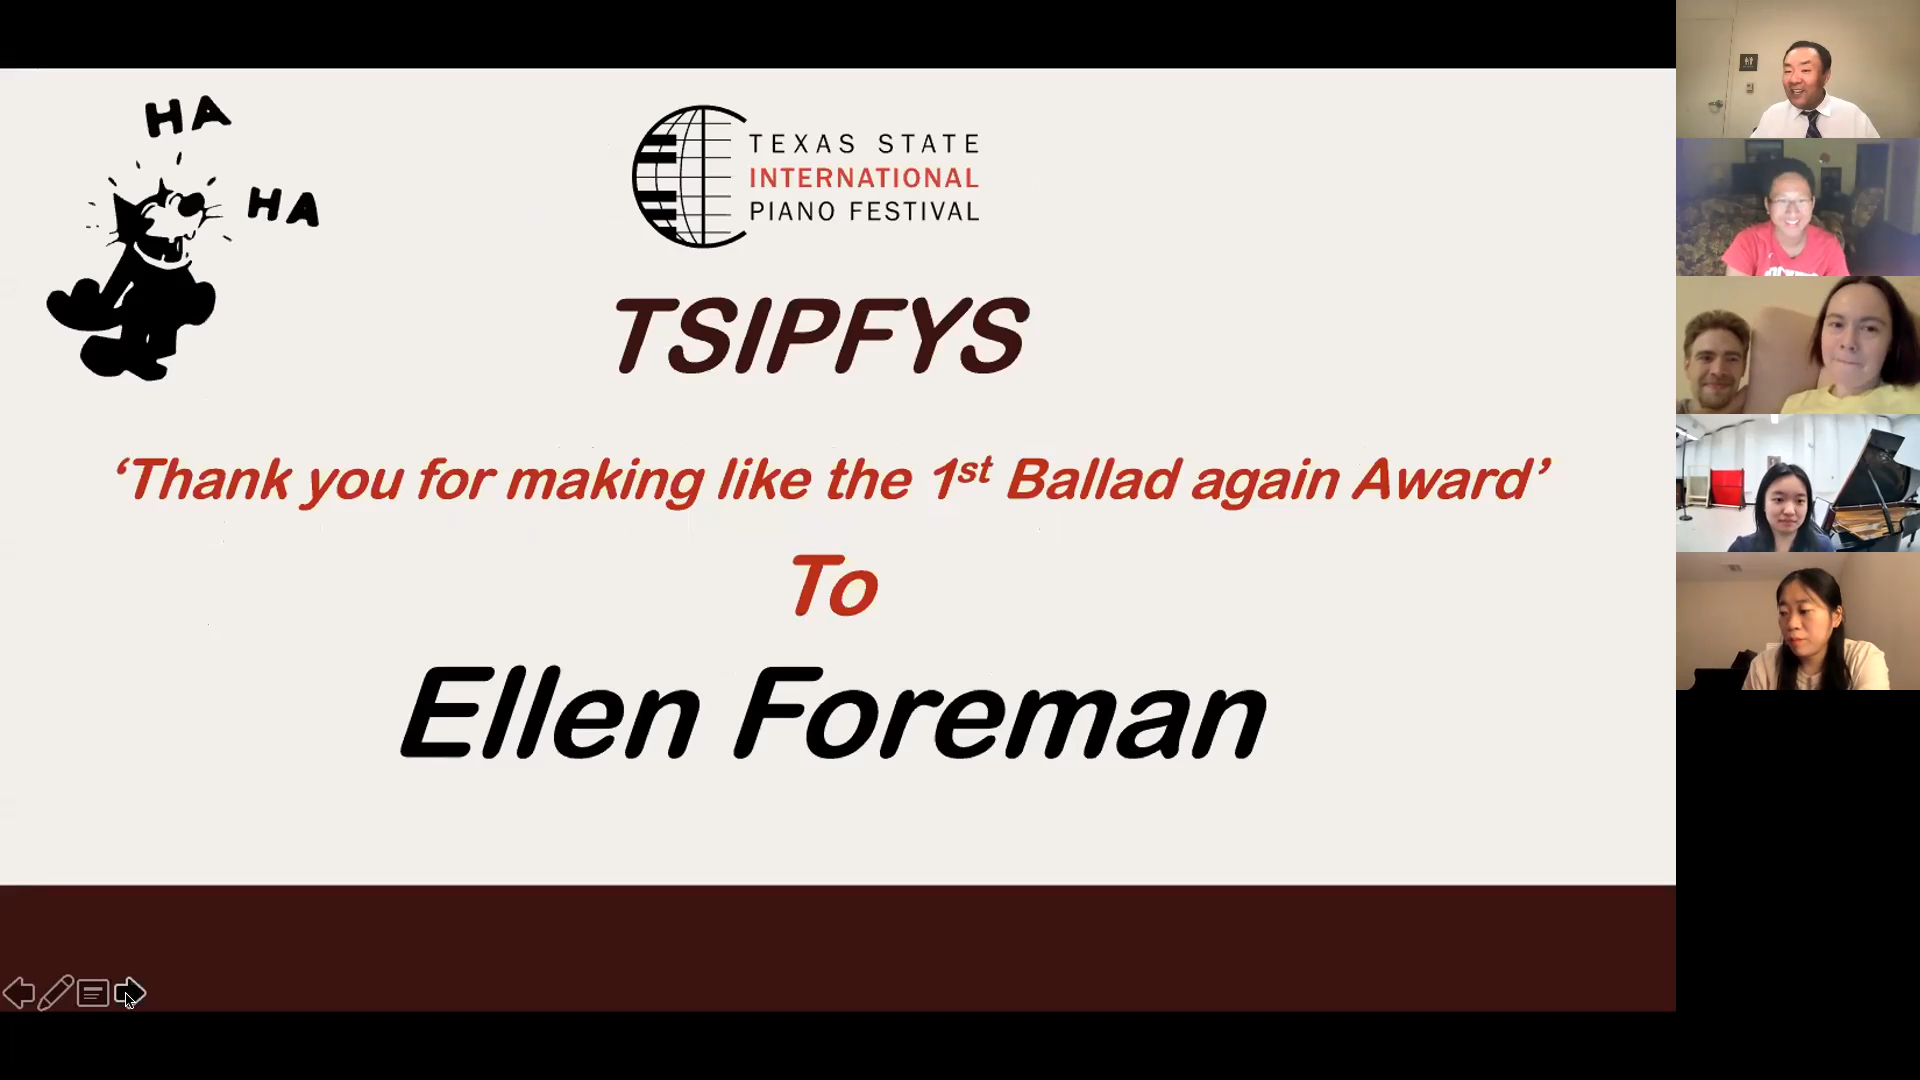 HA
HA
TEXAS STATE
INTERNATIONAL
PIANO FESTIVAL
TSIPFYS
‘Thank you for making like the 1st Ballad again Award’
To
Ellen Foreman